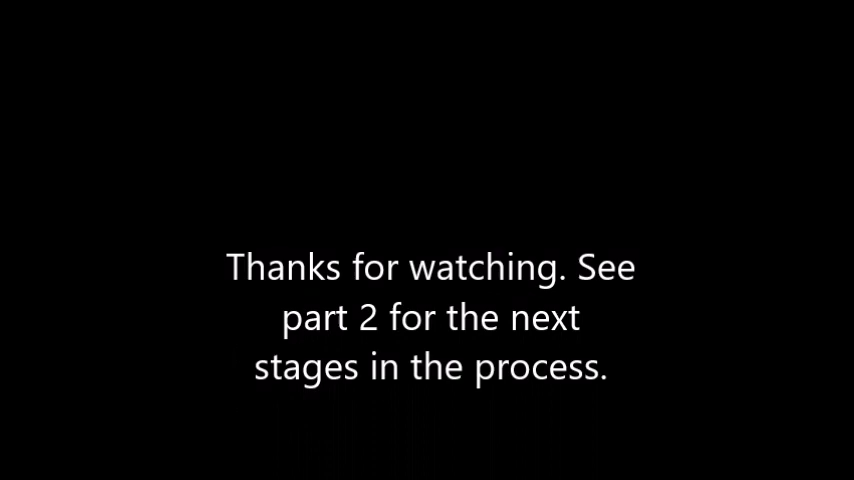 Thanks for watching. See
part 2 for the next
stages in the process.